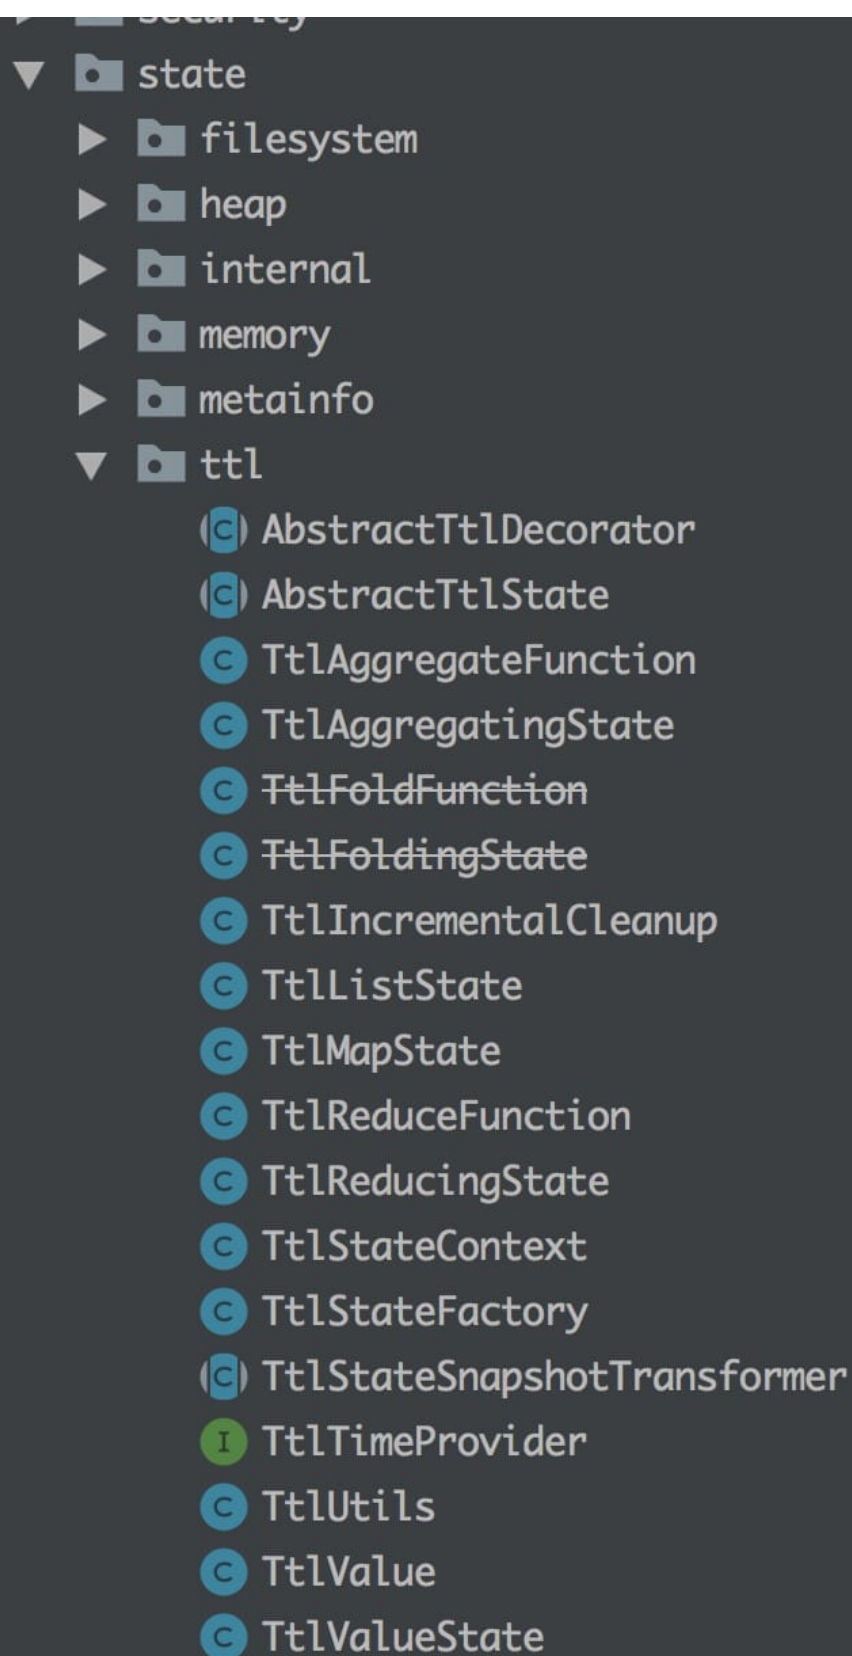 security
state
filesystem
heap
internal
memory
metainfo
ttl
AbstractTtlDecorator
AbstractTtlState
TtlAggregateFunction
TtlAggregatingState
TtlFoldFunction
TtlFoldingState
TtlIncrementalCleanup
TtlListState
TtlMapState
TtlReduceFunction
TtlReducingState
TtlStateContext
TtlStateFactory
TtlStateSnapshotTransformer
TtlTimeProvider
TtlUtils
TtlValue
TtlValueState